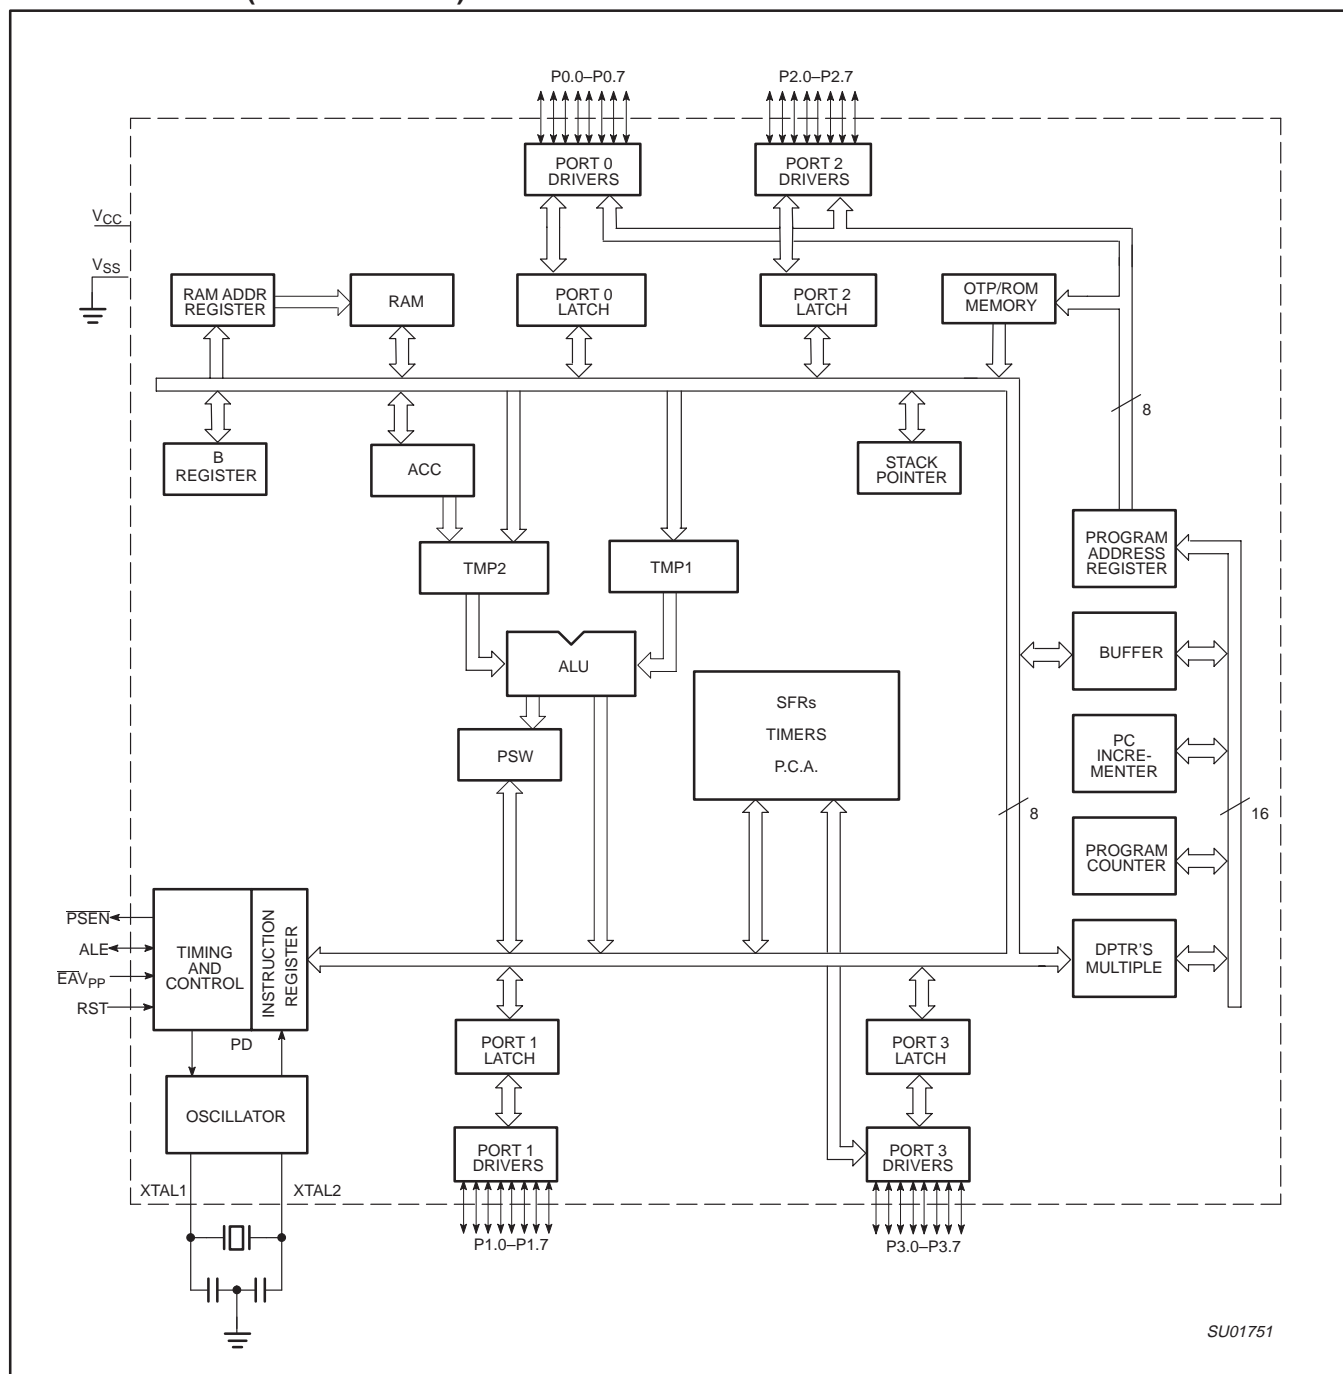 P0.0–P0.7
P2.0–P2.7
PORT 0
DRIVERS
PORT 2
DRIVERS
VCC
VSS
RAM ADDR
REGISTER
RAM
PORT 0
LATCH
PORT 2
LATCH
OTP/ROM
MEMORY
8
B
REGISTER
ACC
STACK
POINTER
TMP2
TMP1
PROGRAM
ADDRESS
REGISTER
ALU
BUFFER
SFRs
TIMERS
P.C.A.
PSW
PC
INCRE-
MENTER
8
16
PROGRAM
COUNTER
PSEN
ALE
EAVPP
RST
TIMING
AND
CONTROL
INSTRUCTION
REGISTER
DPTR'S
MULTIPLE
PD
PORT 1
LATCH
PORT 3
LATCH
OSCILLATOR
PORT 1
DRIVERS
PORT 3
DRIVERS
XTAL1
XTAL2
P1.0–P1.7
P3.0–P3.7
SU01751